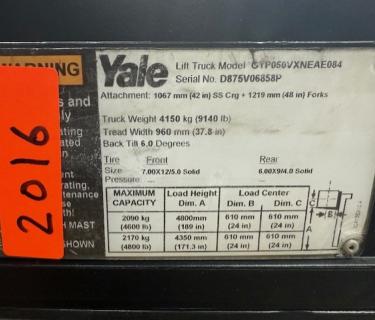 WARNING
Yale
Lift Truck Model GTP050VXNEAE084
Serial No. D875V06858P
Attachment: 1067 mm (42 in) SS Crg + 1219 mm (48 in) Forks
Truck Weight 4150 kg (9140 lb)
Tread Width 960 mm (37.8 in)
Back Tilt 6.0 Degrees
Tire Front Rear
Size 7.00X12/5.0 Solid 6.00X9/4.0 Solid
Pressure
MAXIMUM CAPACITY Load Height Dim. A Load Center Dim. B Dim. C
2090 kg (4600 lb) 4800mm (189 in) 610 mm (24 in) 610 mm (24 in)
2170 kg (4800 lb) 4350 mm (171.3 in) 610 mm (24 in) 610 mm (24 in)
C
B
A
2016
s and
y
ating
ated
on
ent
rating,
ntenance
se
th!
MAST
SHOWN